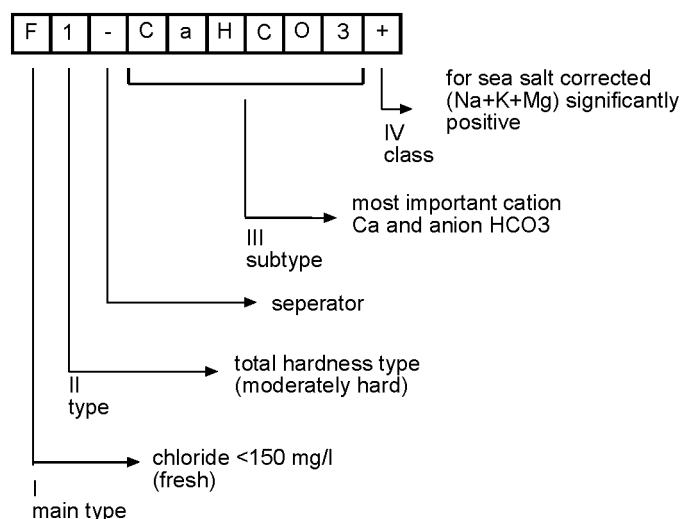 F 1 - C a H C O 3 +
for sea salt corrected
(Na+K+Mg) significantly
positive
IV
class
most important cation
Ca and anion HCO3
III
subtype
seperator
total hardness type
(moderately hard)
II
type
chloride <150 mg/l
(fresh)
I
main type